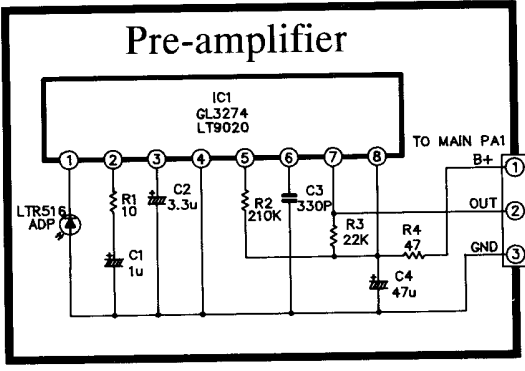 Pre-amplifier
IC1
GL3274
LT9020
1 2 3 4 5 6 7 8
TO MAIN PA1
B+
1
OUT
2
GND
3
LTR516
ADP
R1
10
C1
1u
C2
3.3u
R2
210K
C3
330P
R3
22K
R4
47
C4
47u